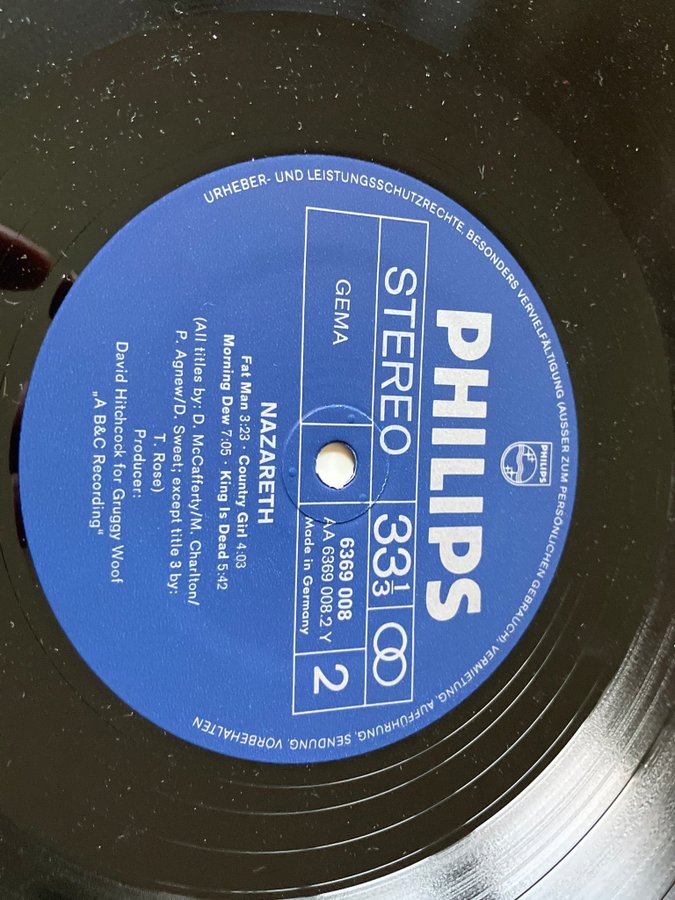 URHEBER- UND LEISTUNGSSCHUTZRECHTE, BESONDERS VERVIELFÄLTIGUNG (AUSSER ZUM PERSÖNLICHEN GEBRAUCH), VERMIETUNG, AUFFÜHRUNG, SENDUNG, VORBEHALTEN
PHILIPS
PHILIPS
STEREO 33 1/3
GEMA
6369 008
AA 6369 008.2 Y
Made in Germany
2
NAZARETH
Fat Man 3:23 · Country Girl 4:03
Morning Dew 7:05 · King Is Dead 5:42
(All titles by: D. McCafferty/M. Charlton/
P. Agnew/D. Sweet; except title 3 by:
T. Rose)
Producer:
David Hitchcock for Gruggy Woof
„A B&C Recording"